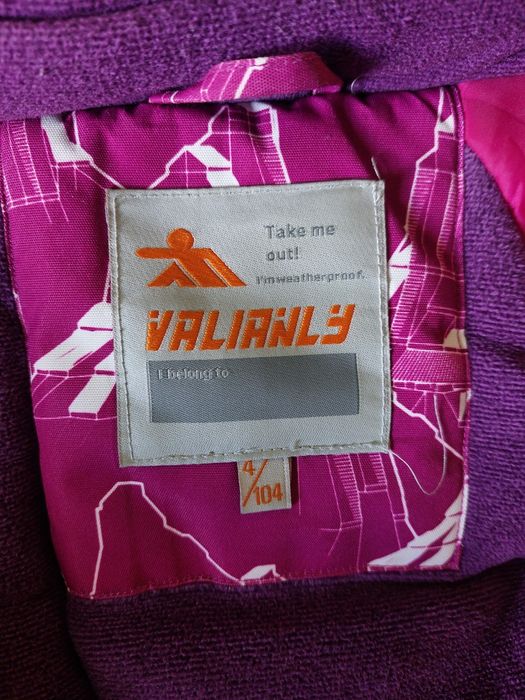 Take me
out!
I'm weatherproof.
VALIANLY
I belong to
4/
104